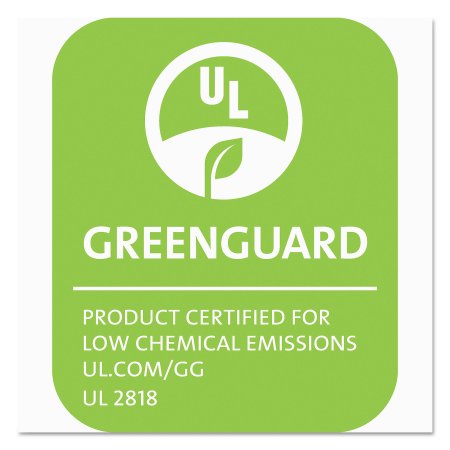 UL
GREENGUARD
PRODUCT CERTIFIED FOR
LOW CHEMICAL EMISSIONS
UL.COM/GG
UL 2818